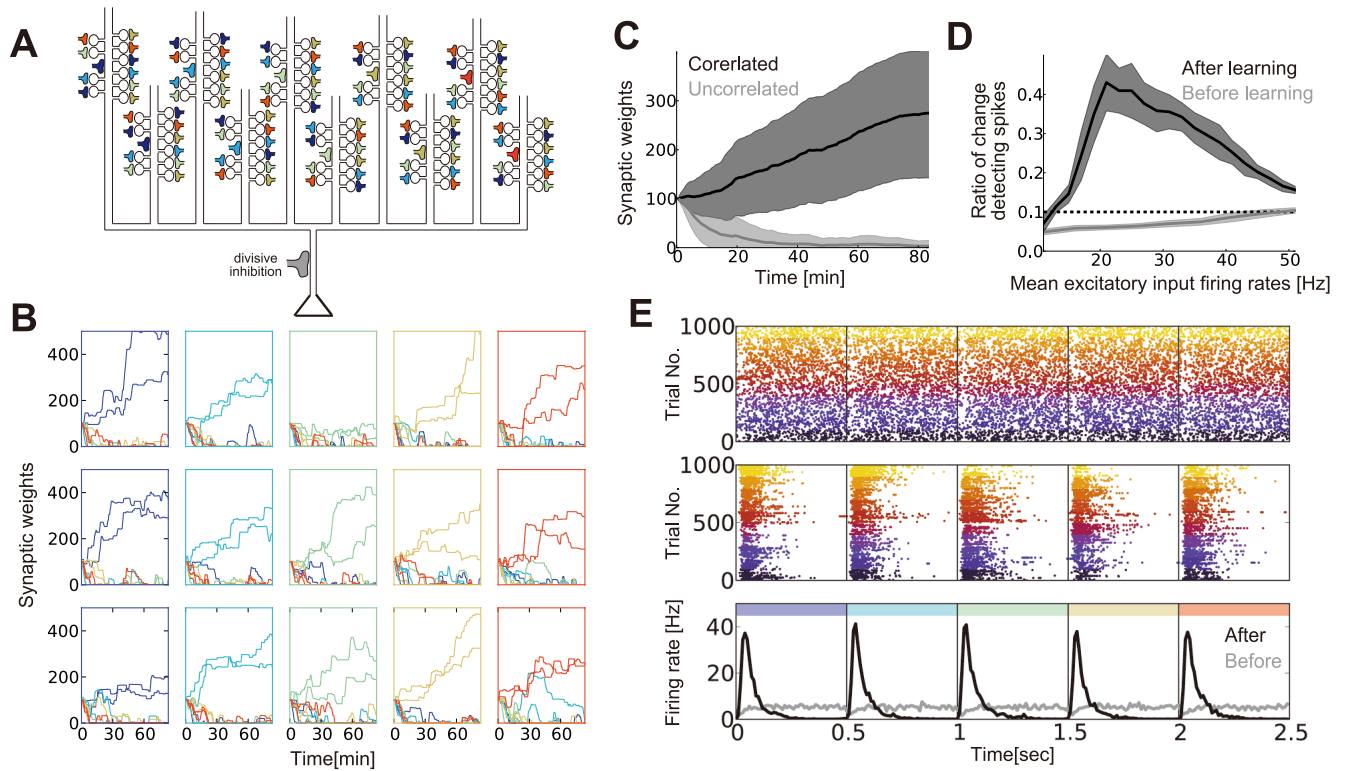 A
divisive
inhibition
B
400
200
0
400
200
0
400
200
0
Synaptic weights
0 30 60
0 30 60
0 30 60
0 30 60
0 30 60
Time[min]
C
Corerlated
Uncorrelated
300
200
100
0
Synaptic weights
0 20 40 60 80
Time [min]
D
After learning
Before learning
0.4
0.3
0.2
0.1
0.0
Ratio of change
detecting spikes
20 30 40 50
Mean excitatory input firing rates [Hz]
E
1000
500
0
Trial No.
1000
500
0
Trial No.
40
20
0
Firing rate [Hz]
After
Before
0 0.5 1 1.5 2 2.5
Time[sec]